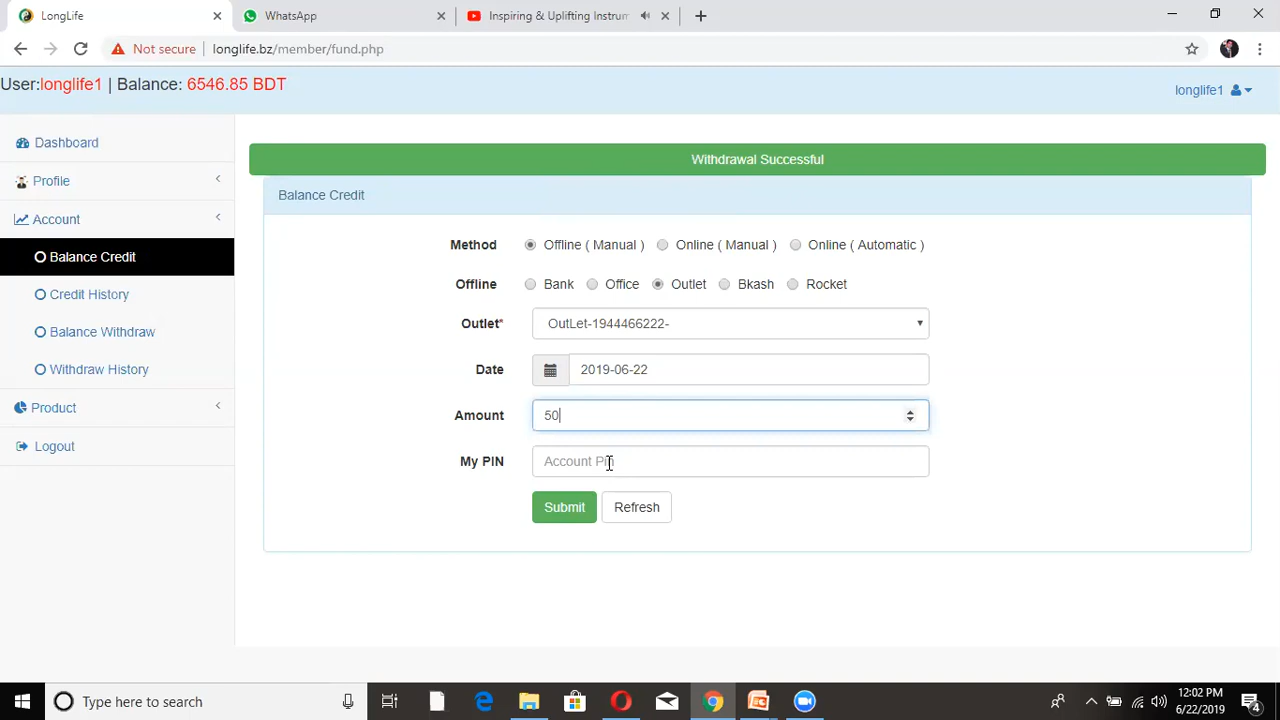 LongLife
WhatsApp
Inspiring & Uplifting Instrum
Not secure | longlife.bz/member/fund.php
User:longlife1 | Balance: 6546.85 BDT
longlife1
Dashboard
Profile
Account
Balance Credit
Credit History
Balance Withdraw
Withdraw History
Product
Logout
Withdrawal Successful
Balance Credit
Method Offline ( Manual ) Online ( Manual ) Online ( Automatic )
Offline Bank Office Outlet Bkash Rocket
Outlet* OutLet-1944466222-
Date 2019-06-22
Amount 50
My PIN Account Pin
Submit Refresh
Type here to search
12:02 PM
6/22/2019
4